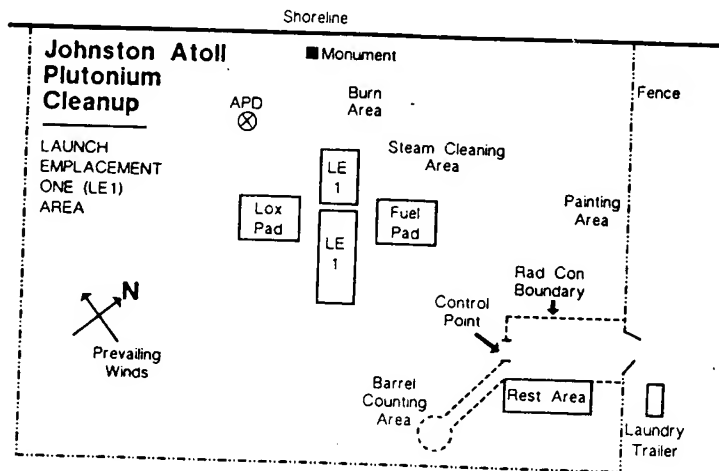 Shoreline
Johnston Atoll
Plutonium
Cleanup
LAUNCH
EMPLACEMENT
ONE (LE1)
AREA
Monument
Burn
Area
APD
Fence
Steam Cleaning
Area
LE
1
Lox
Pad
LE
1
Fuel
Pad
Painting
Area
N
Prevailing
Winds
Rad Con
Boundary
Control
Point
Barrel
Counting
Area
Rest Area
Laundry
Trailer